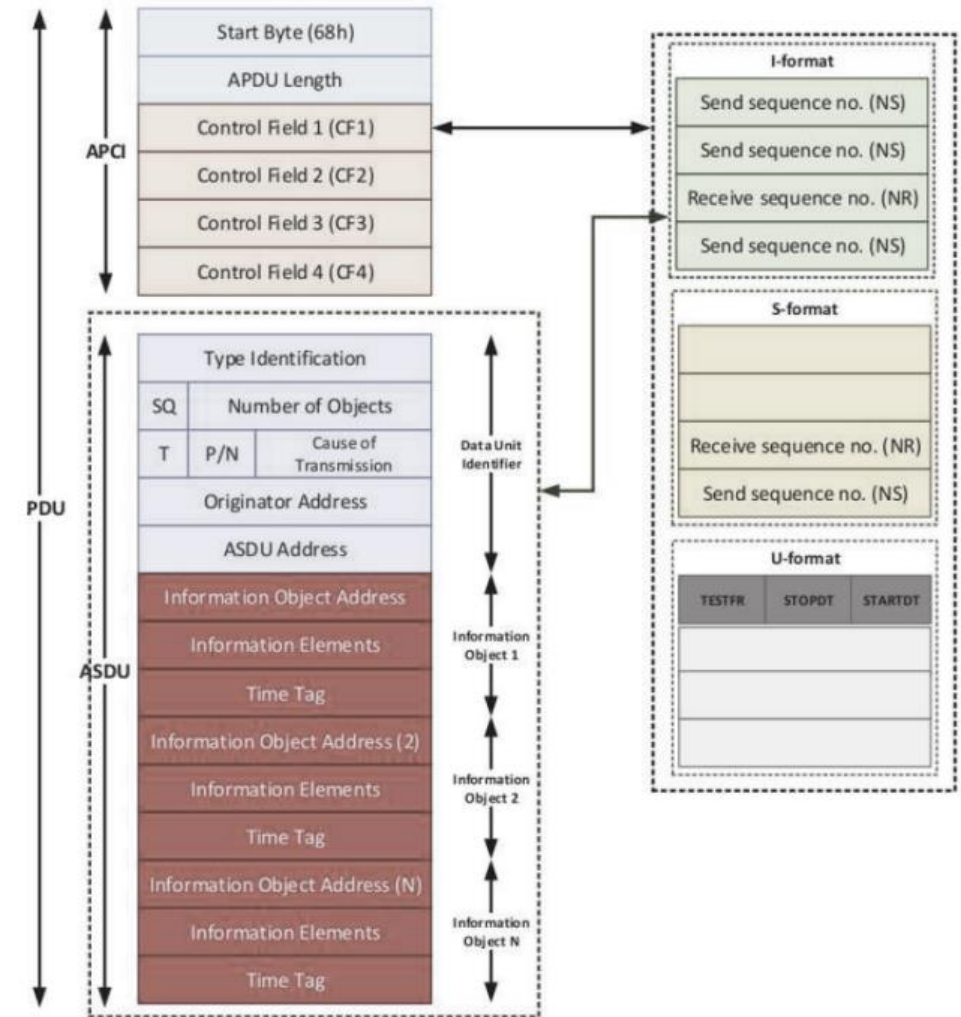 Start Byte (68h)
APDU Length
Control Field 1 (CF1)
Control Field 2 (CF2)
Control Field 3 (CF3)
Control Field 4 (CF4)
APCI
PDU
ASDU
Type Identification
SQ
Number of Objects
T
P/N
Cause of
Transmission
Originator Address
ASDU Address
Information Object Address
Information Elements
Time Tag
Information Object Address (2)
Information Elements
Time Tag
Information Object Address (N)
Information Elements
Time Tag
Data Unit
Identifier
Information
Object 1
Information
Object 2
Information
Object N
I-format
Send sequence no. (NS)
Send sequence no. (NS)
Receive sequence no. (NR)
Send sequence no. (NS)
S-format
Receive sequence no. (NR)
Send sequence no. (NS)
U-format
TESTFR
STOPDT
STARTDT